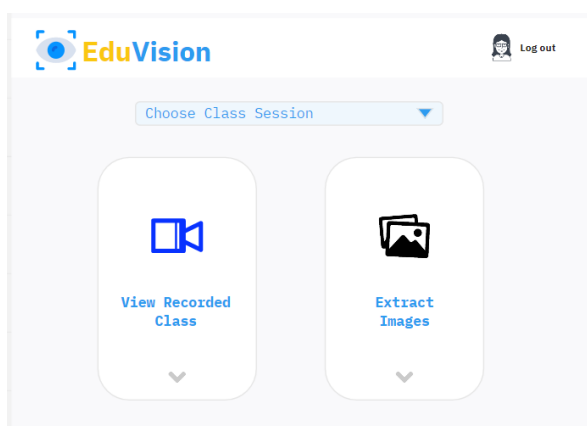 EduVision
Log out
Choose Class Session
View Recorded
Class
Extract
Images